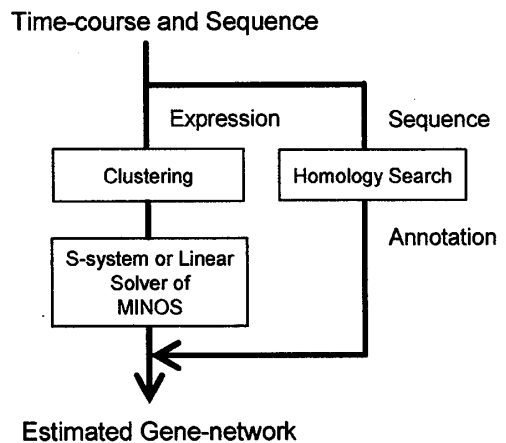 Time-course and Sequence
Expression
Sequence
Clustering
Homology Search
Annotation
S-system or Linear
Solver of
MINOS
Estimated Gene-network